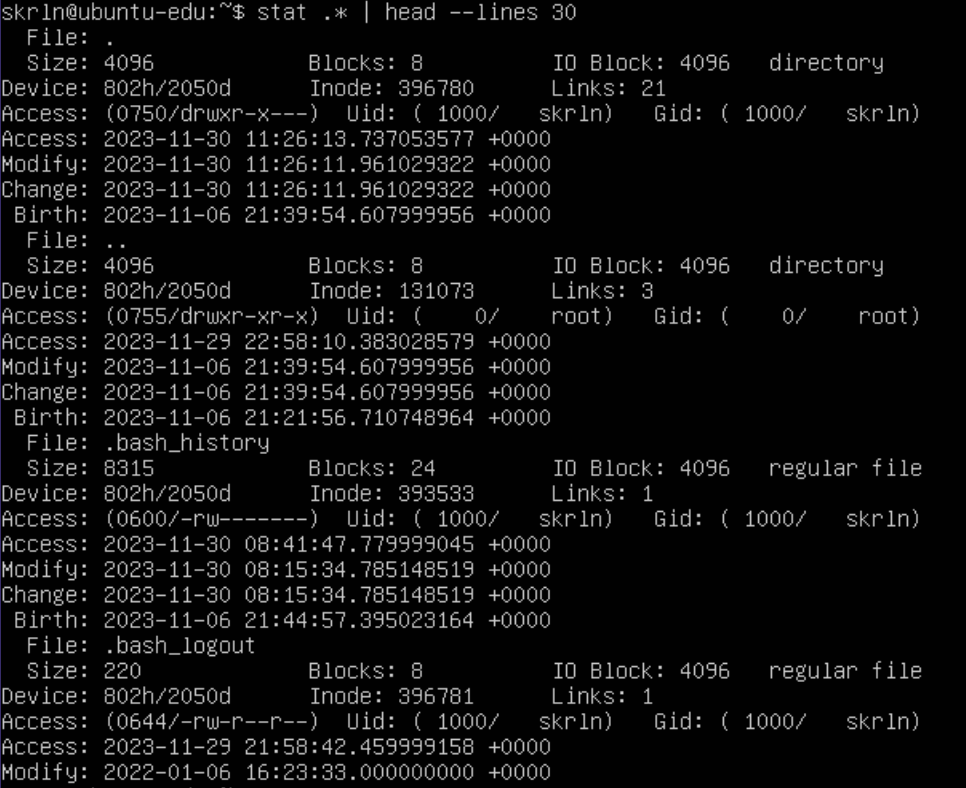 skrln@ubuntu-edu:~$ stat .* | head --lines 30
  File: .
  Size: 4096            Blocks: 8          IO Block: 4096   directory
Device: 802h/2050d      Inode: 396780      Links: 21
Access: (0750/drwxr-x---)  Uid: ( 1000/   skrln)   Gid: ( 1000/   skrln)
Access: 2023-11-30 11:26:13.737053577 +0000
Modify: 2023-11-30 11:26:11.961029322 +0000
Change: 2023-11-30 11:26:11.961029322 +0000
 Birth: 2023-11-06 21:39:54.607999956 +0000
  File: ..
  Size: 4096            Blocks: 8          IO Block: 4096   directory
Device: 802h/2050d      Inode: 131073      Links: 3
Access: (0755/drwxr-xr-x)  Uid: (    0/    root)   Gid: (    0/    root)
Access: 2023-11-29 22:58:10.383028579 +0000
Modify: 2023-11-06 21:39:54.607999956 +0000
Change: 2023-11-06 21:39:54.607999956 +0000
 Birth: 2023-11-06 21:21:56.710748964 +0000
  File: .bash_history
  Size: 8315            Blocks: 24         IO Block: 4096   regular file
Device: 802h/2050d      Inode: 393533      Links: 1
Access: (0600/-rw-------)  Uid: ( 1000/   skrln)   Gid: ( 1000/   skrln)
Access: 2023-11-30 08:41:47.779999045 +0000
Modify: 2023-11-30 08:15:34.785148519 +0000
Change: 2023-11-30 08:15:34.785148519 +0000
 Birth: 2023-11-06 21:44:57.395023164 +0000
  File: .bash_logout
  Size: 220             Blocks: 8          IO Block: 4096   regular file
Device: 802h/2050d      Inode: 396781      Links: 1
Access: (0644/-rw-r--r--)  Uid: ( 1000/   skrln)   Gid: ( 1000/   skrln)
Access: 2023-11-29 21:58:42.459999158 +0000
Modify: 2022-01-06 16:23:33.000000000 +0000